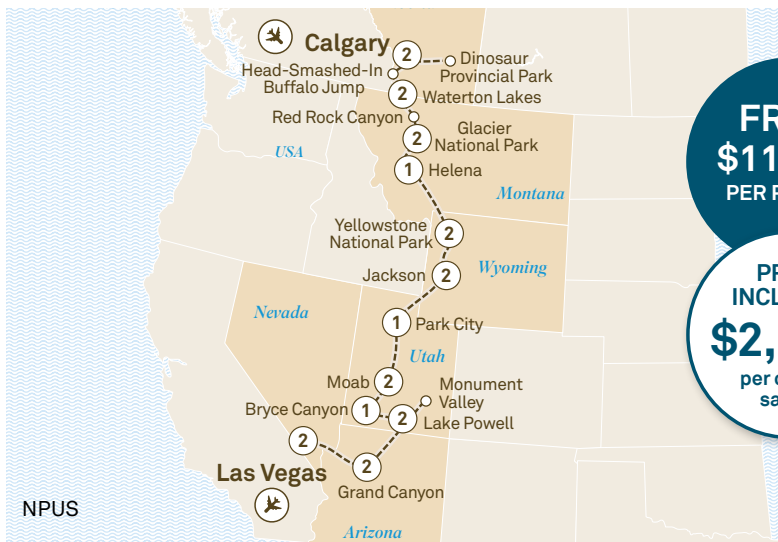 Calgary
2
Dinosaur
Provincial Park
Head-Smashed-In
Buffalo Jump
2
Waterton Lakes
Red Rock Canyon
2
Glacier
National Park
USA
1
Helena
Montana
Yellowstone
National Park
2
Jackson
2
Wyoming
Nevada
1
Park City
Utah
Moab
2
Monument
Valley
Bryce Canyon
1
2
Lake Powell
2
Las Vegas
2
Grand Canyon
NPUS
Arizona
FR
$11
PER P
PR
INCL
$2,
per
sa